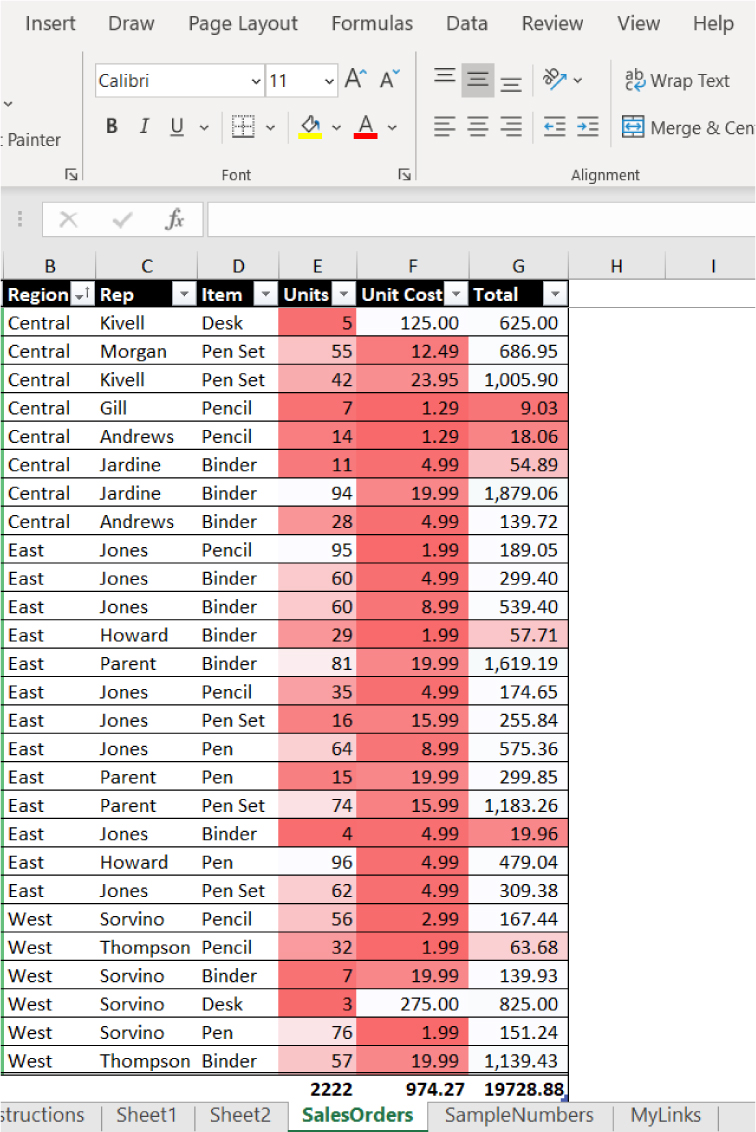 Insert Draw Page Layout Formulas Data Review View Help
Calibri 11 A A ab Wrap Text
Painter B I U A Merge & Cen
Font Alignment
fx
B C D E F G H I
Region Rep Item Units Unit Cost Total
Central Kivell Desk 5 125.00 625.00
Central Morgan Pen Set 55 12.49 686.95
Central Kivell Pen Set 42 23.95 1,005.90
Central Gill Pencil 7 1.29 9.03
Central Andrews Pencil 14 1.29 18.06
Central Jardine Binder 11 4.99 54.89
Central Jardine Binder 94 19.99 1,879.06
Central Andrews Binder 28 4.99 139.72
East Jones Pencil 95 1.99 189.05
East Jones Binder 60 4.99 299.40
East Jones Binder 60 8.99 539.40
East Howard Binder 29 1.99 57.71
East Parent Binder 81 19.99 1,619.19
East Jones Pencil 35 4.99 174.65
East Jones Pen Set 16 15.99 255.84
East Jones Pen 64 8.99 575.36
East Parent Pen 15 19.99 299.85
East Parent Pen Set 74 15.99 1,183.26
East Jones Binder 4 4.99 19.96
East Howard Pen 96 4.99 479.04
East Jones Pen Set 62 4.99 309.38
West Sorvino Pencil 56 2.99 167.44
West Thompson Pencil 32 1.99 63.68
West Sorvino Binder 7 19.99 139.93
West Sorvino Desk 3 275.00 825.00
West Sorvino Pen 76 1.99 151.24
West Thompson Binder 57 19.99 1,139.43
2222 974.27 19728.88
structions Sheet1 Sheet2 SalesOrders SampleNumbers MyLinks